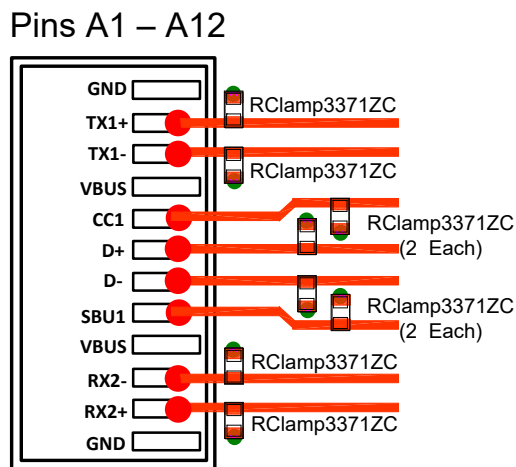 Pins A1 – A12
GND
RClamp3371ZC
TX1+
TX1-
RClamp3371ZC
VBUS
CC1
RClamp3371ZC
(2 Each)
D+
D-
SBU1
RClamp3371ZC
(2 Each)
VBUS
RClamp3371ZC
RX2-
RX2+
RClamp3371ZC
GND